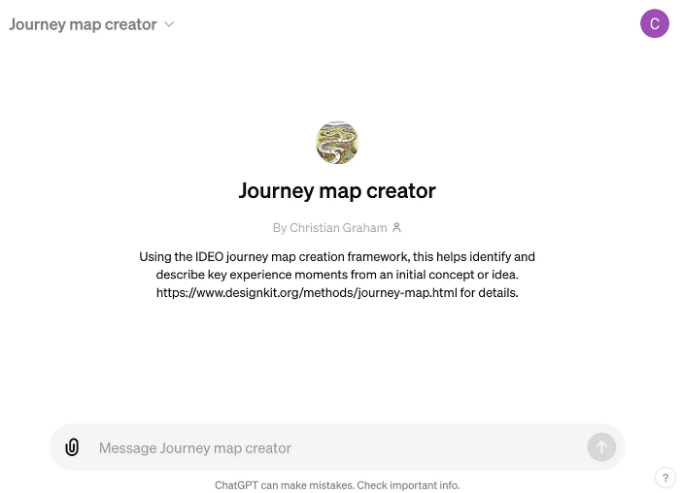 Journey map creator
C
Journey map creator
By Christian Graham
Using the IDEO journey map creation framework, this helps identify and
describe key experience moments from an initial concept or idea.
https://www.designkit.org/methods/journey-map.html for details.
Message Journey map creator
ChatGPT can make mistakes. Check important info.
?